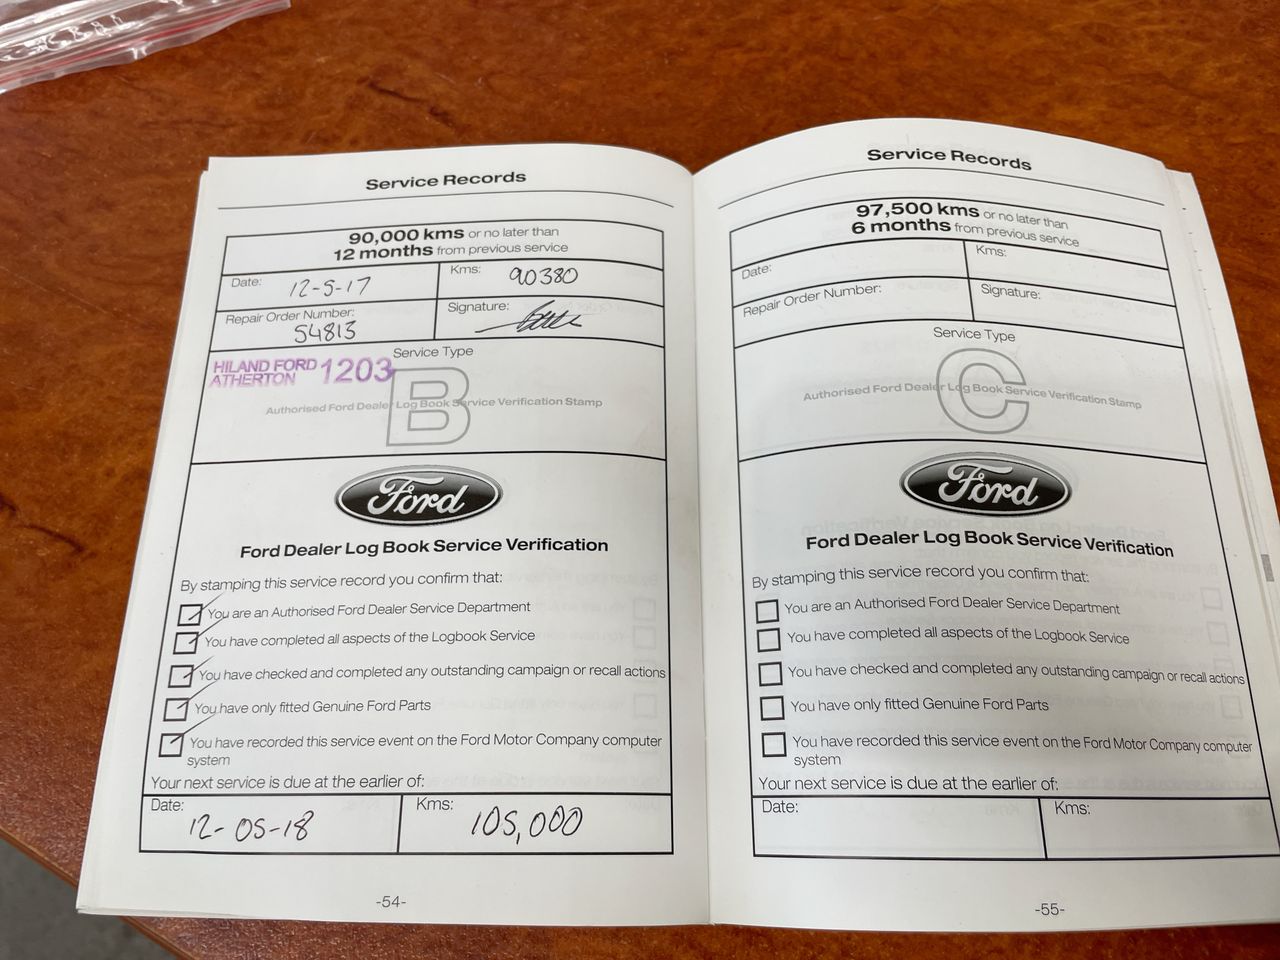 Service Records
90,000 kms or no later than
12 months from previous service
Date: 12-5-17
Kms: 90380
Repair Order Number: 54813
Signature:
Service Type
HILAND FORD 1203
ATHERTON
B
Authorised Ford Dealer Log Book Service Verification Stamp
Ford
Ford Dealer Log Book Service Verification
By stamping this service record you confirm that:
You are an Authorised Ford Dealer Service Department
You have completed all aspects of the Logbook Service
You have checked and completed any outstanding campaign or recall actions
You have only fitted Genuine Ford Parts
You have recorded this service event on the Ford Motor Company computer
system
Your next service is due at the earlier of:
Date: 12-05-18
Kms: 105,000
-54-
Service Records
97,500 kms or no later than
6 months from previous service
Date:
Kms:
Repair Order Number:
Signature:
Service Type
C
Authorised Ford Dealer Log Book Service Verification Stamp
Ford
Ford Dealer Log Book Service Verification
By stamping this service record you confirm that:
You are an Authorised Ford Dealer Service Department
You have completed all aspects of the Logbook Service
You have checked and completed any outstanding campaign or recall actions
You have only fitted Genuine Ford Parts
You have recorded this service event on the Ford Motor Company computer
system
Your next service is due at the earlier of:
Date:
Kms:
-55-